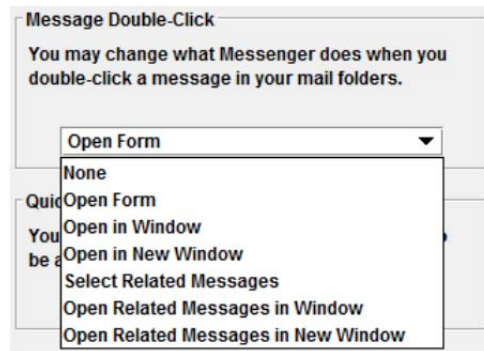 Message Double-Click
You may change what Messenger does when you
double-click a message in your mail folders.
Open Form
None
Open Form
Open in Window
Open in New Window
Select Related Messages
Open Related Messages in Window
Open Related Messages in New Window
You
be